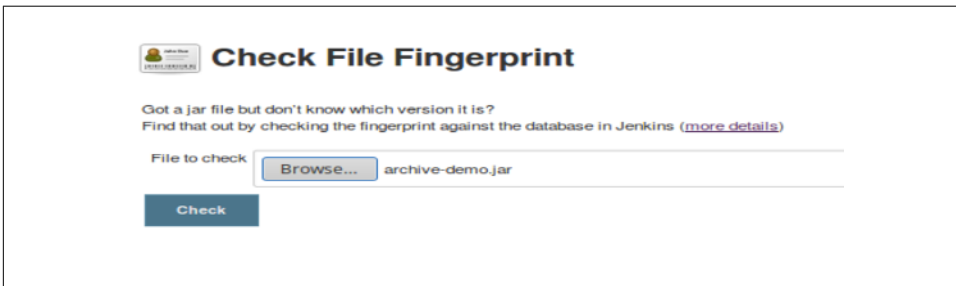 Check File Fingerprint
Got a jar file but don't know which version it is?
Find that out by checking the fingerprint against the database in Jenkins (more details)
File to check
Browse... archive-demo.jar
Check